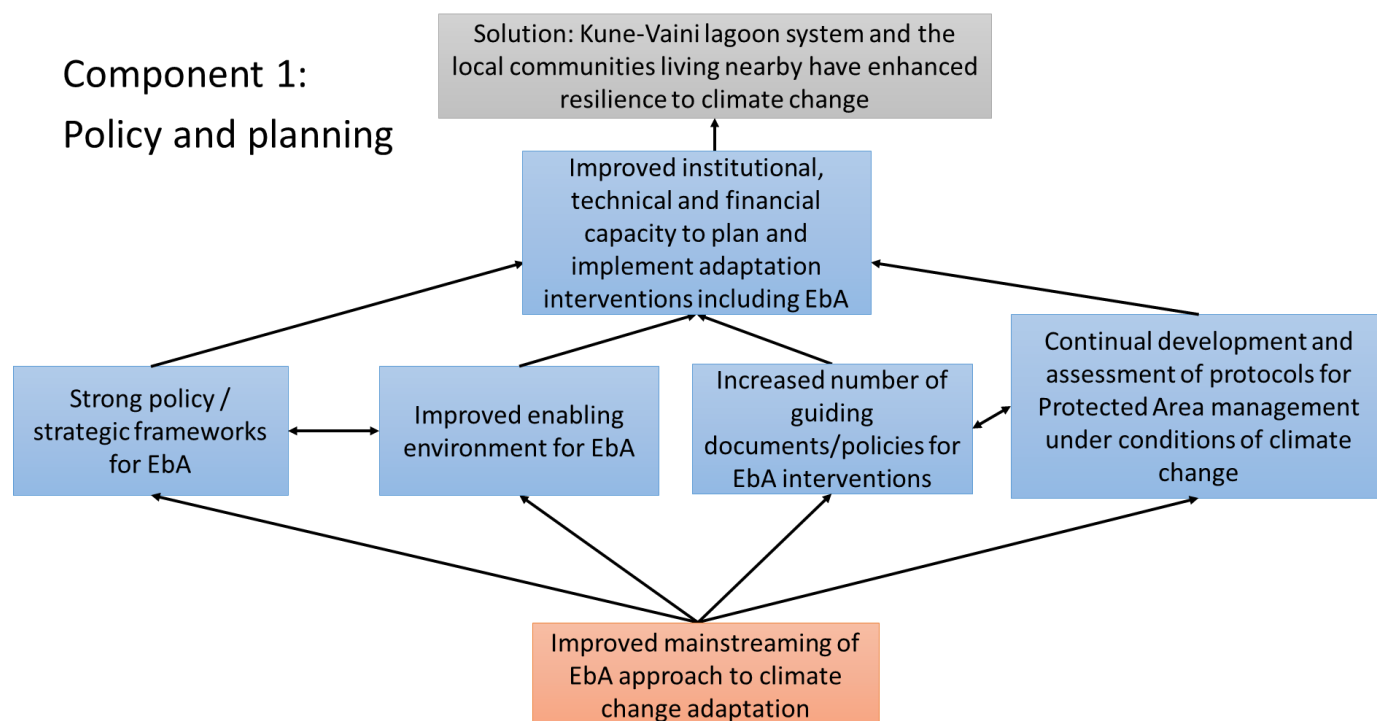 Component 1:
Policy and planning
Solution: Kune-Vaini lagoon system and the
local communities living nearby have enhanced
resilience to climate change
Improved institutional,
technical and financial
capacity to plan and
implement adaptation
interventions including EbA
Strong policy /
strategic frameworks
for EbA
Improved enabling
environment for EbA
Increased number of
guiding
documents/policies for
EbA interventions
Continual development and
assessment of protocols for
Protected Area management
under conditions of climate
change
Improved mainstreaming of
EbA approach to climate
change adaptation